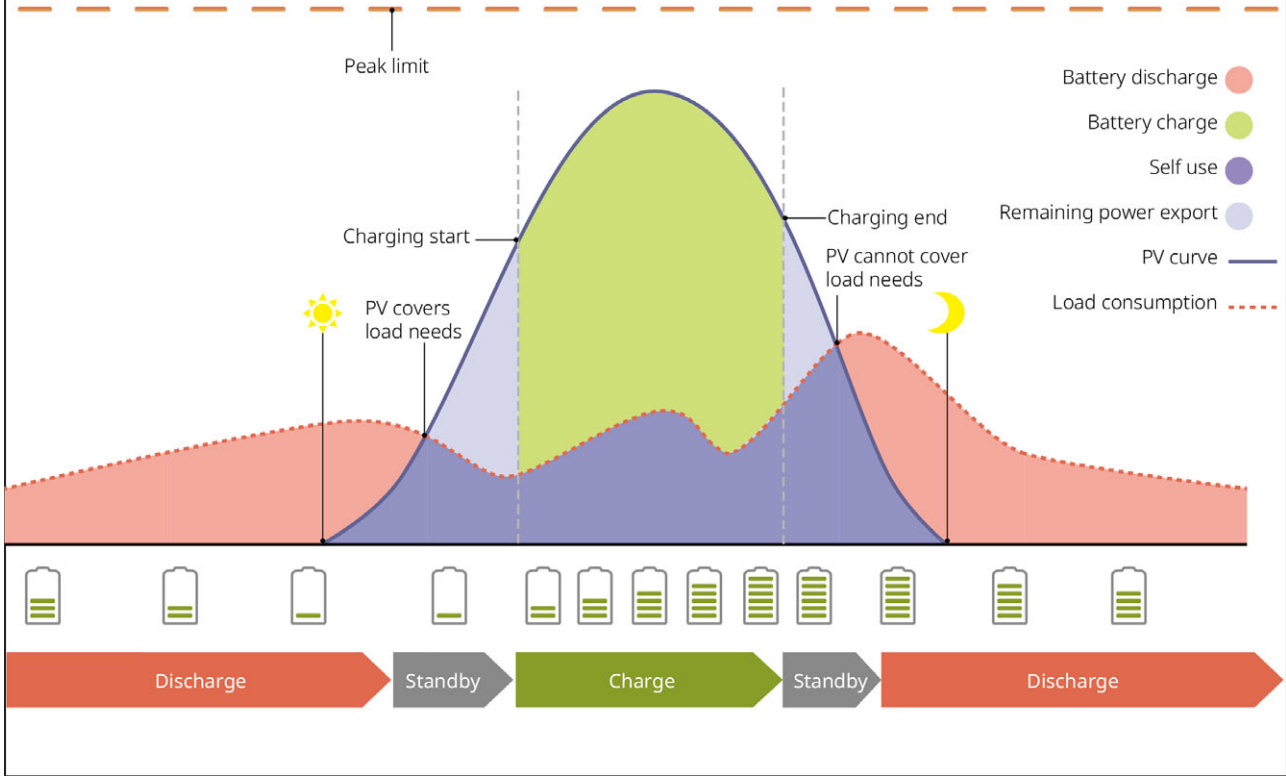 Peak limit
Battery discharge
Battery charge
Self use
Charging start
Charging end
Remaining power export
PV cannot cover
load needs
PV curve
PV covers
load needs
Load consumption
Discharge
Standby
Charge
Standby
Discharge